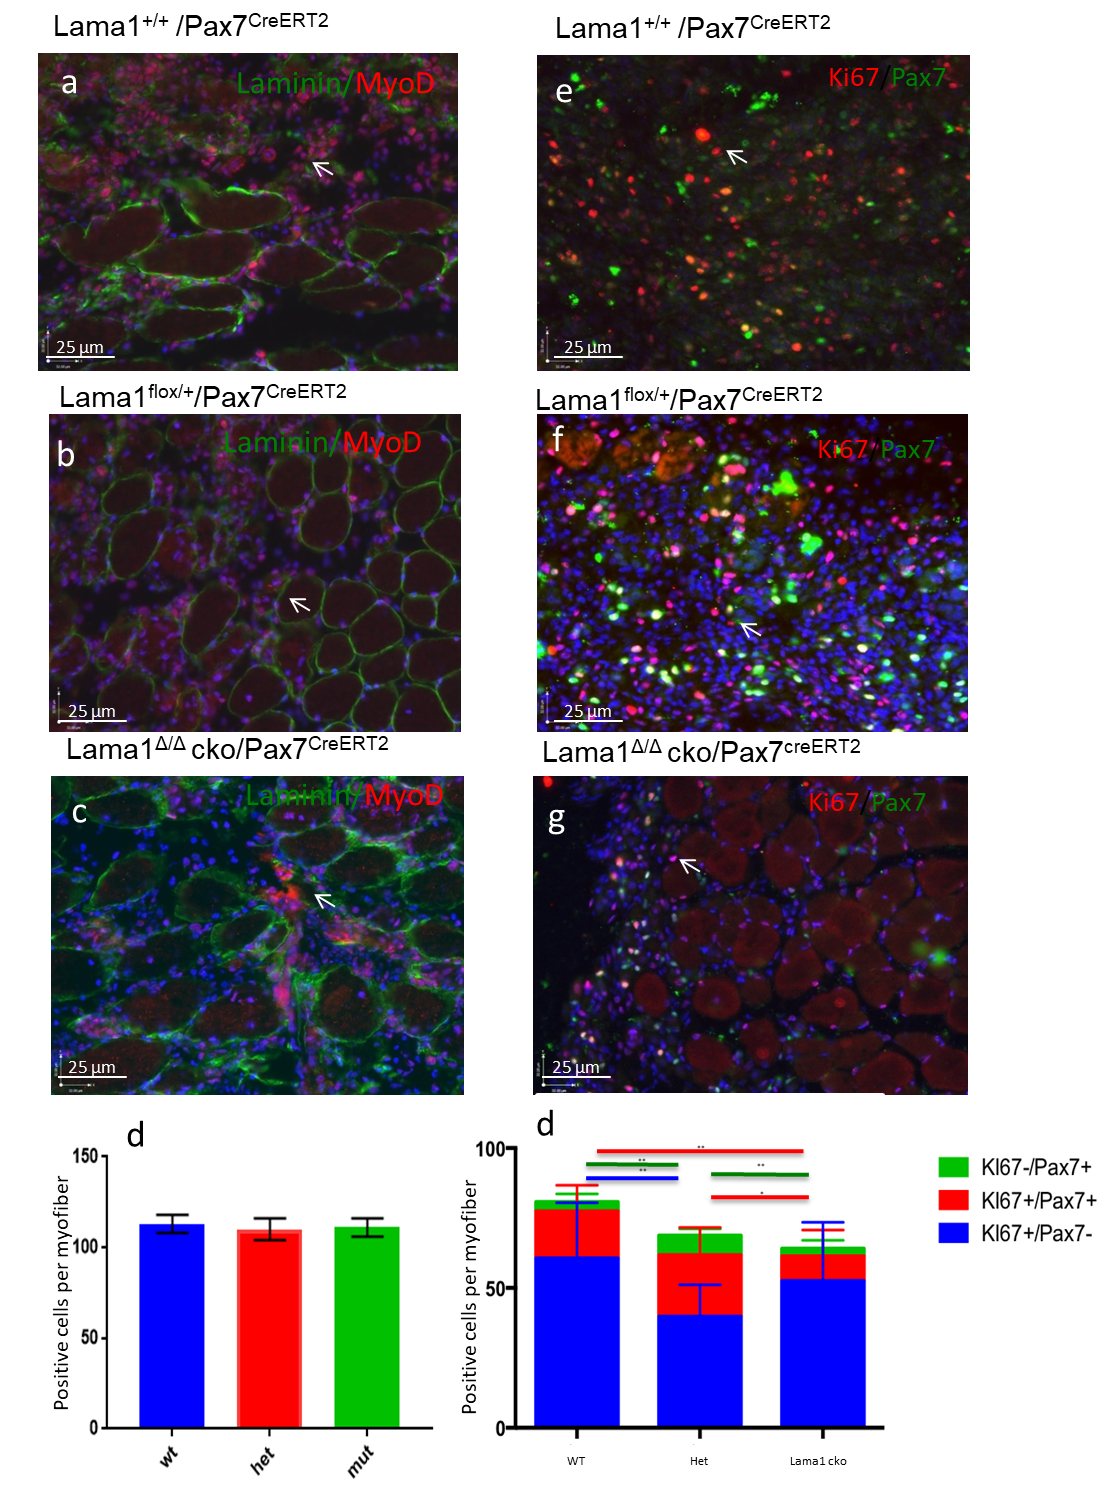 Lama1+/+ /Pax7CreERT2
Lama1+/+ /Pax7CreERT2
a
Laminin/MyoD
25 µm
e
Ki67/Pax7
25 µm
Lama1flox/+/Pax7CreERT2
Lama1flox/+/Pax7CreERT2
b
Laminin/MyoD
25 µm
f
Ki67/Pax7
25 µm
Lama1Δ/Δ cko/Pax7CreERT2
Lama1Δ/Δ cko/Pax7creERT2
c
Laminin/MyoD
25 µm
g
Ki67/Pax7
25 µm
d
Positive cells per myofiber
150
100
50
0
wt
het
mut
d
Positive cells per myofiber
100
50
0
**
**
**
**
*
WT
Het
Lama1 cko
KI67-/Pax7+
KI67+/Pax7+
KI67+/Pax7-